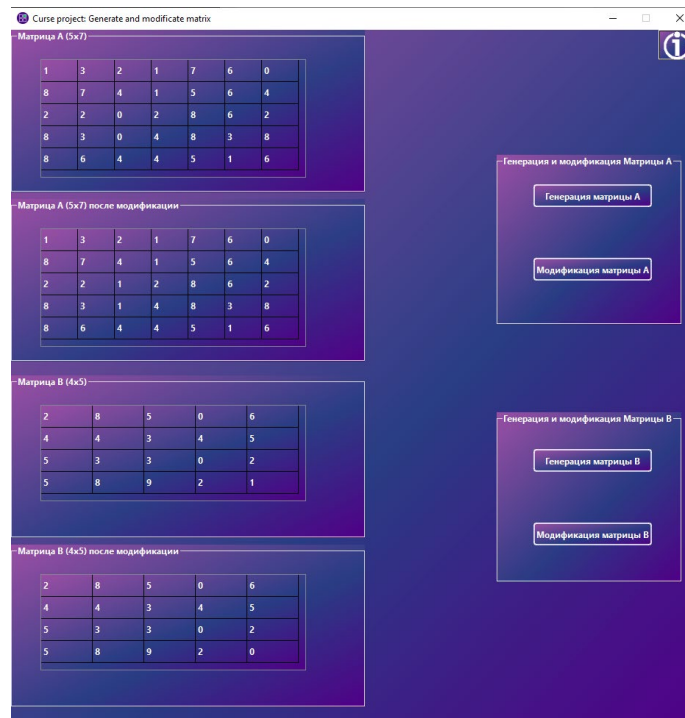 Curse project: Generate and modificate matrix
Матрица A (5x7)
1 3 2 1 7 6 0
8 7 4 1 5 6 4
2 2 0 2 8 6 2
8 3 0 4 8 3 8
8 6 4 4 5 1 6
Матрица A (5x7) после модификации
1 3 2 1 7 6 0
8 7 4 1 5 6 4
2 2 1 2 8 6 2
8 3 1 4 8 3 8
8 6 4 4 5 1 6
Матрица B (4x5)
2 8 5 0 6
4 4 3 4 5
5 3 3 0 2
5 8 9 2 1
Матрица B (4x5) после модификации
2 8 5 0 6
4 4 3 4 5
5 3 3 0 2
5 8 9 2 0
Генерация и модификация Матрицы A
Генерация матрицы A
Модификация матрицы A
Генерация и модификация Матрицы B
Генерация матрицы B
Модификация матрицы B